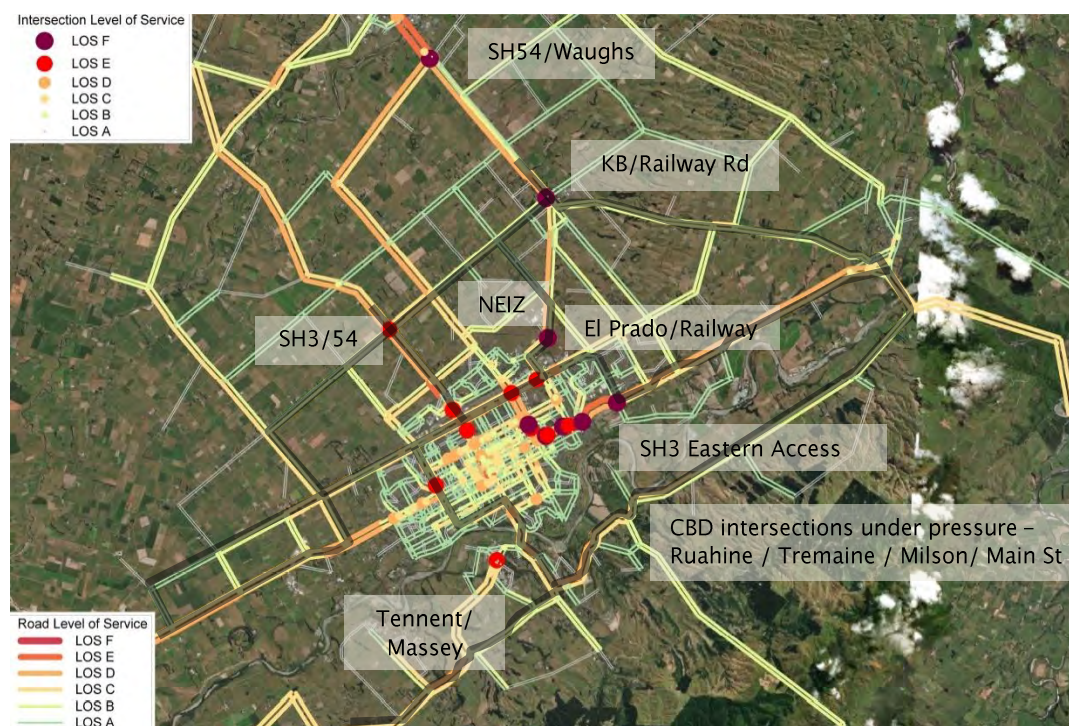 Intersection Level of Service
LOS F
LOS E
LOS D
LOS C
LOS B
LOS A
SH54/Waughs
KB/Railway Rd
NEIZ
El Prado/Railway
SH3/54
SH3 Eastern Access
CBD intersections under pressure –
Ruahine / Tremaine / Milson/ Main St
Tennent/
Massey
Road Level of Service
LOS F
LOS E
LOS D
LOS C
LOS B
LOS A